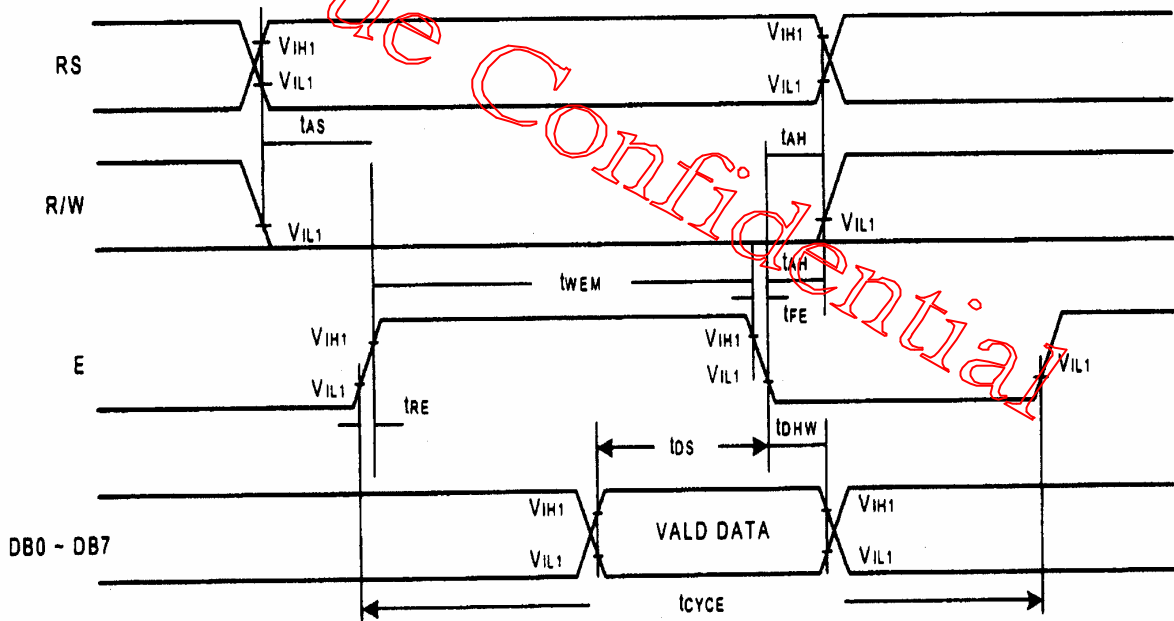 de Confidential
RS
VIH1
VIL1
VIH1
VIL1
tAS
tAH
R/W
VIL1
VIL1
tWEM
tAH
tFE
E
VIH1
VIL1
VIH1
VIL1
VIL1
tRE
tDS
tDHW
DB0 ~ DB7
VIH1
VIL1
VALD DATA
VIH1
VIL1
tCYCE